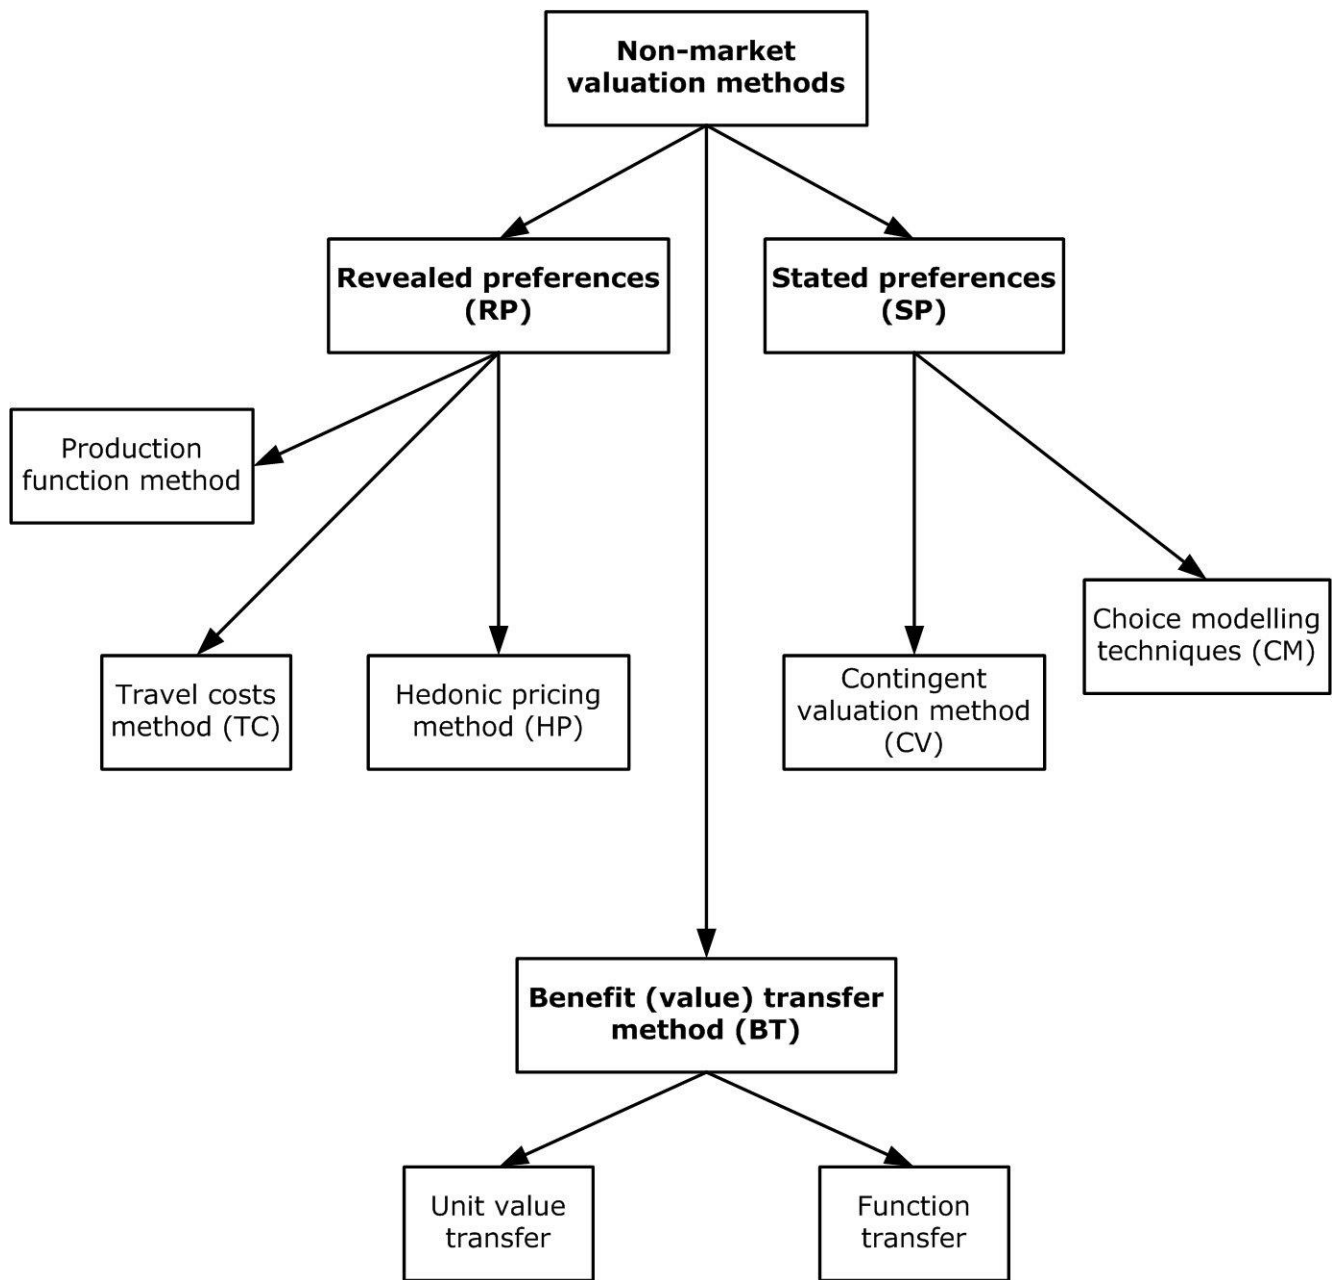 Non-market
valuation methods
Revealed preferences
(RP)
Stated preferences
(SP)
Production
function method
Choice modelling
techniques (CM)
Travel costs
method (TC)
Hedonic pricing
method (HP)
Contingent
valuation method
(CV)
Benefit (value) transfer
method (BT)
Unit value
transfer
Function
transfer